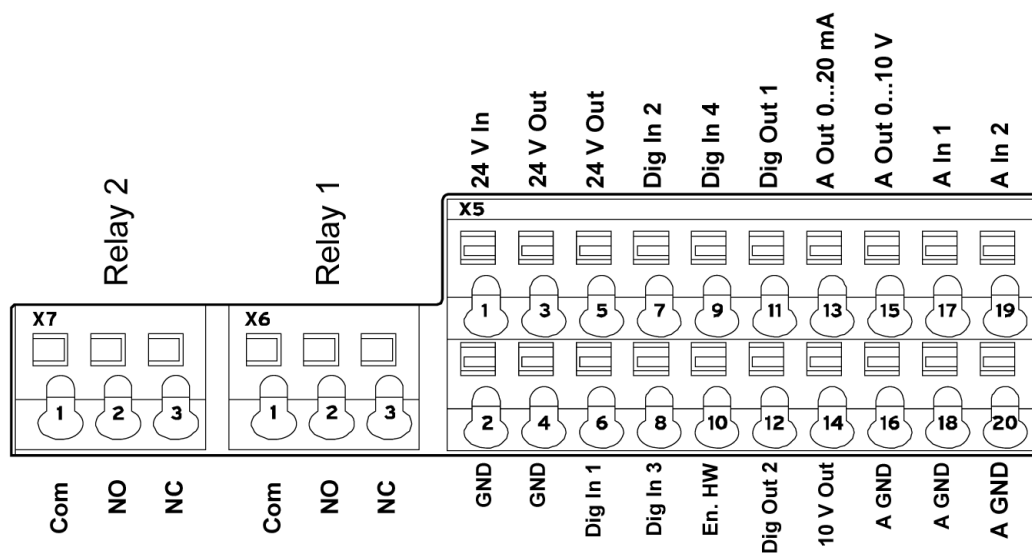 24 V In
24 V Out
24 V Out
Dig In 2
Dig In 4
Dig Out 1
A Out 0...20 mA
A Out 0...10 V
A In 1
A In 2
Relay 2
Relay 1
X5
1 3 5 7 9 11 13 15 17 19
X7
X6
1 2 3
1 2 3
2 4 6 8 10 12 14 16 18 20
Com
NO
NC
Com
NO
NC
GND
GND
Dig In 1
Dig In 3
En. HW
Dig Out 2
10 V Out
A GND
A GND
A GND